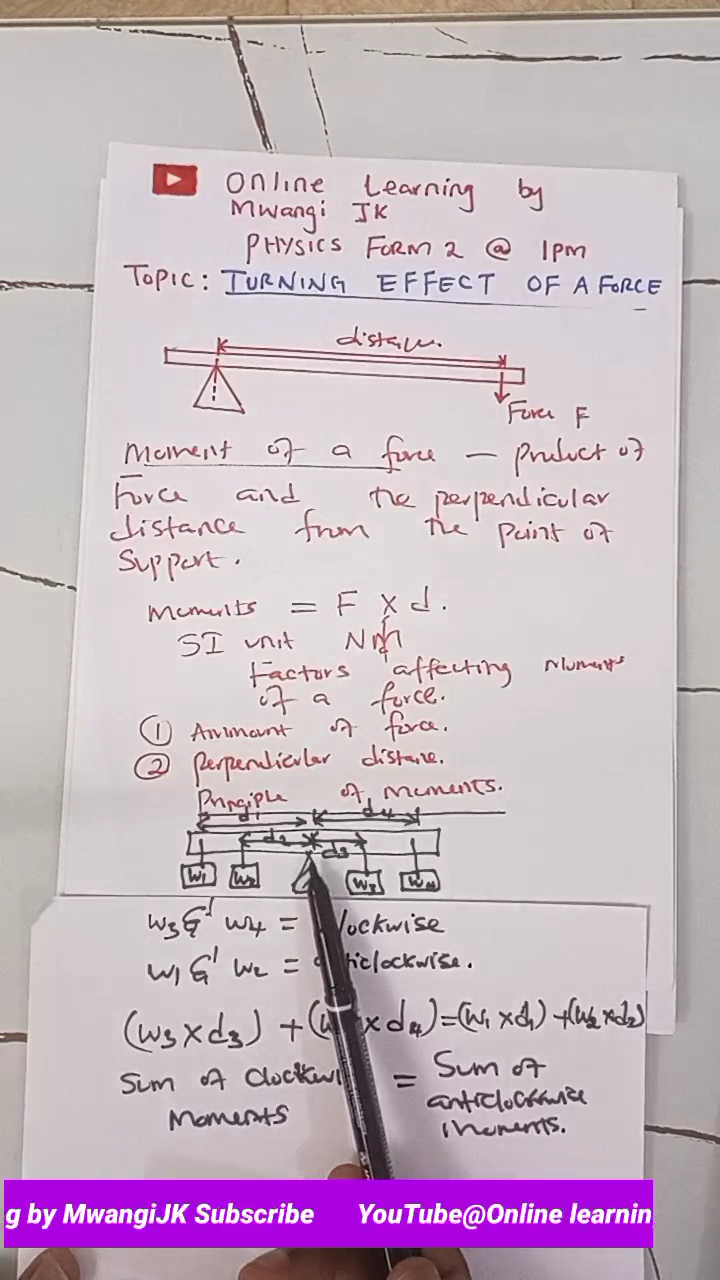 Online Learning by
Mwangi JK
PHYSICS FORM 2 @ 1PM
TOPIC: TURNING EFFECT OF A FORCE
distance.
Force F
Moment of a force — product of
Force and the perpendicular
distance from the point of
Support.
Moments = F x d.
SI unit Nm
Factors affecting Moments
of a force.
① Ammount of force.
② Perpendicular distance.
Principle of Moments.
d1 d4
d2 d3
W1 W2 W3 W4
W3 & W4 = clockwise
W1 & W2 = anticlockwise.
(W3 x d3) + (W x d4) = (W1 x d1) + (W2 x d2)
Sum of Clockwi = Sum of
Moments anticlockwise
Moments.
g by MwangiJK Subscribe YouTube@Online learnin